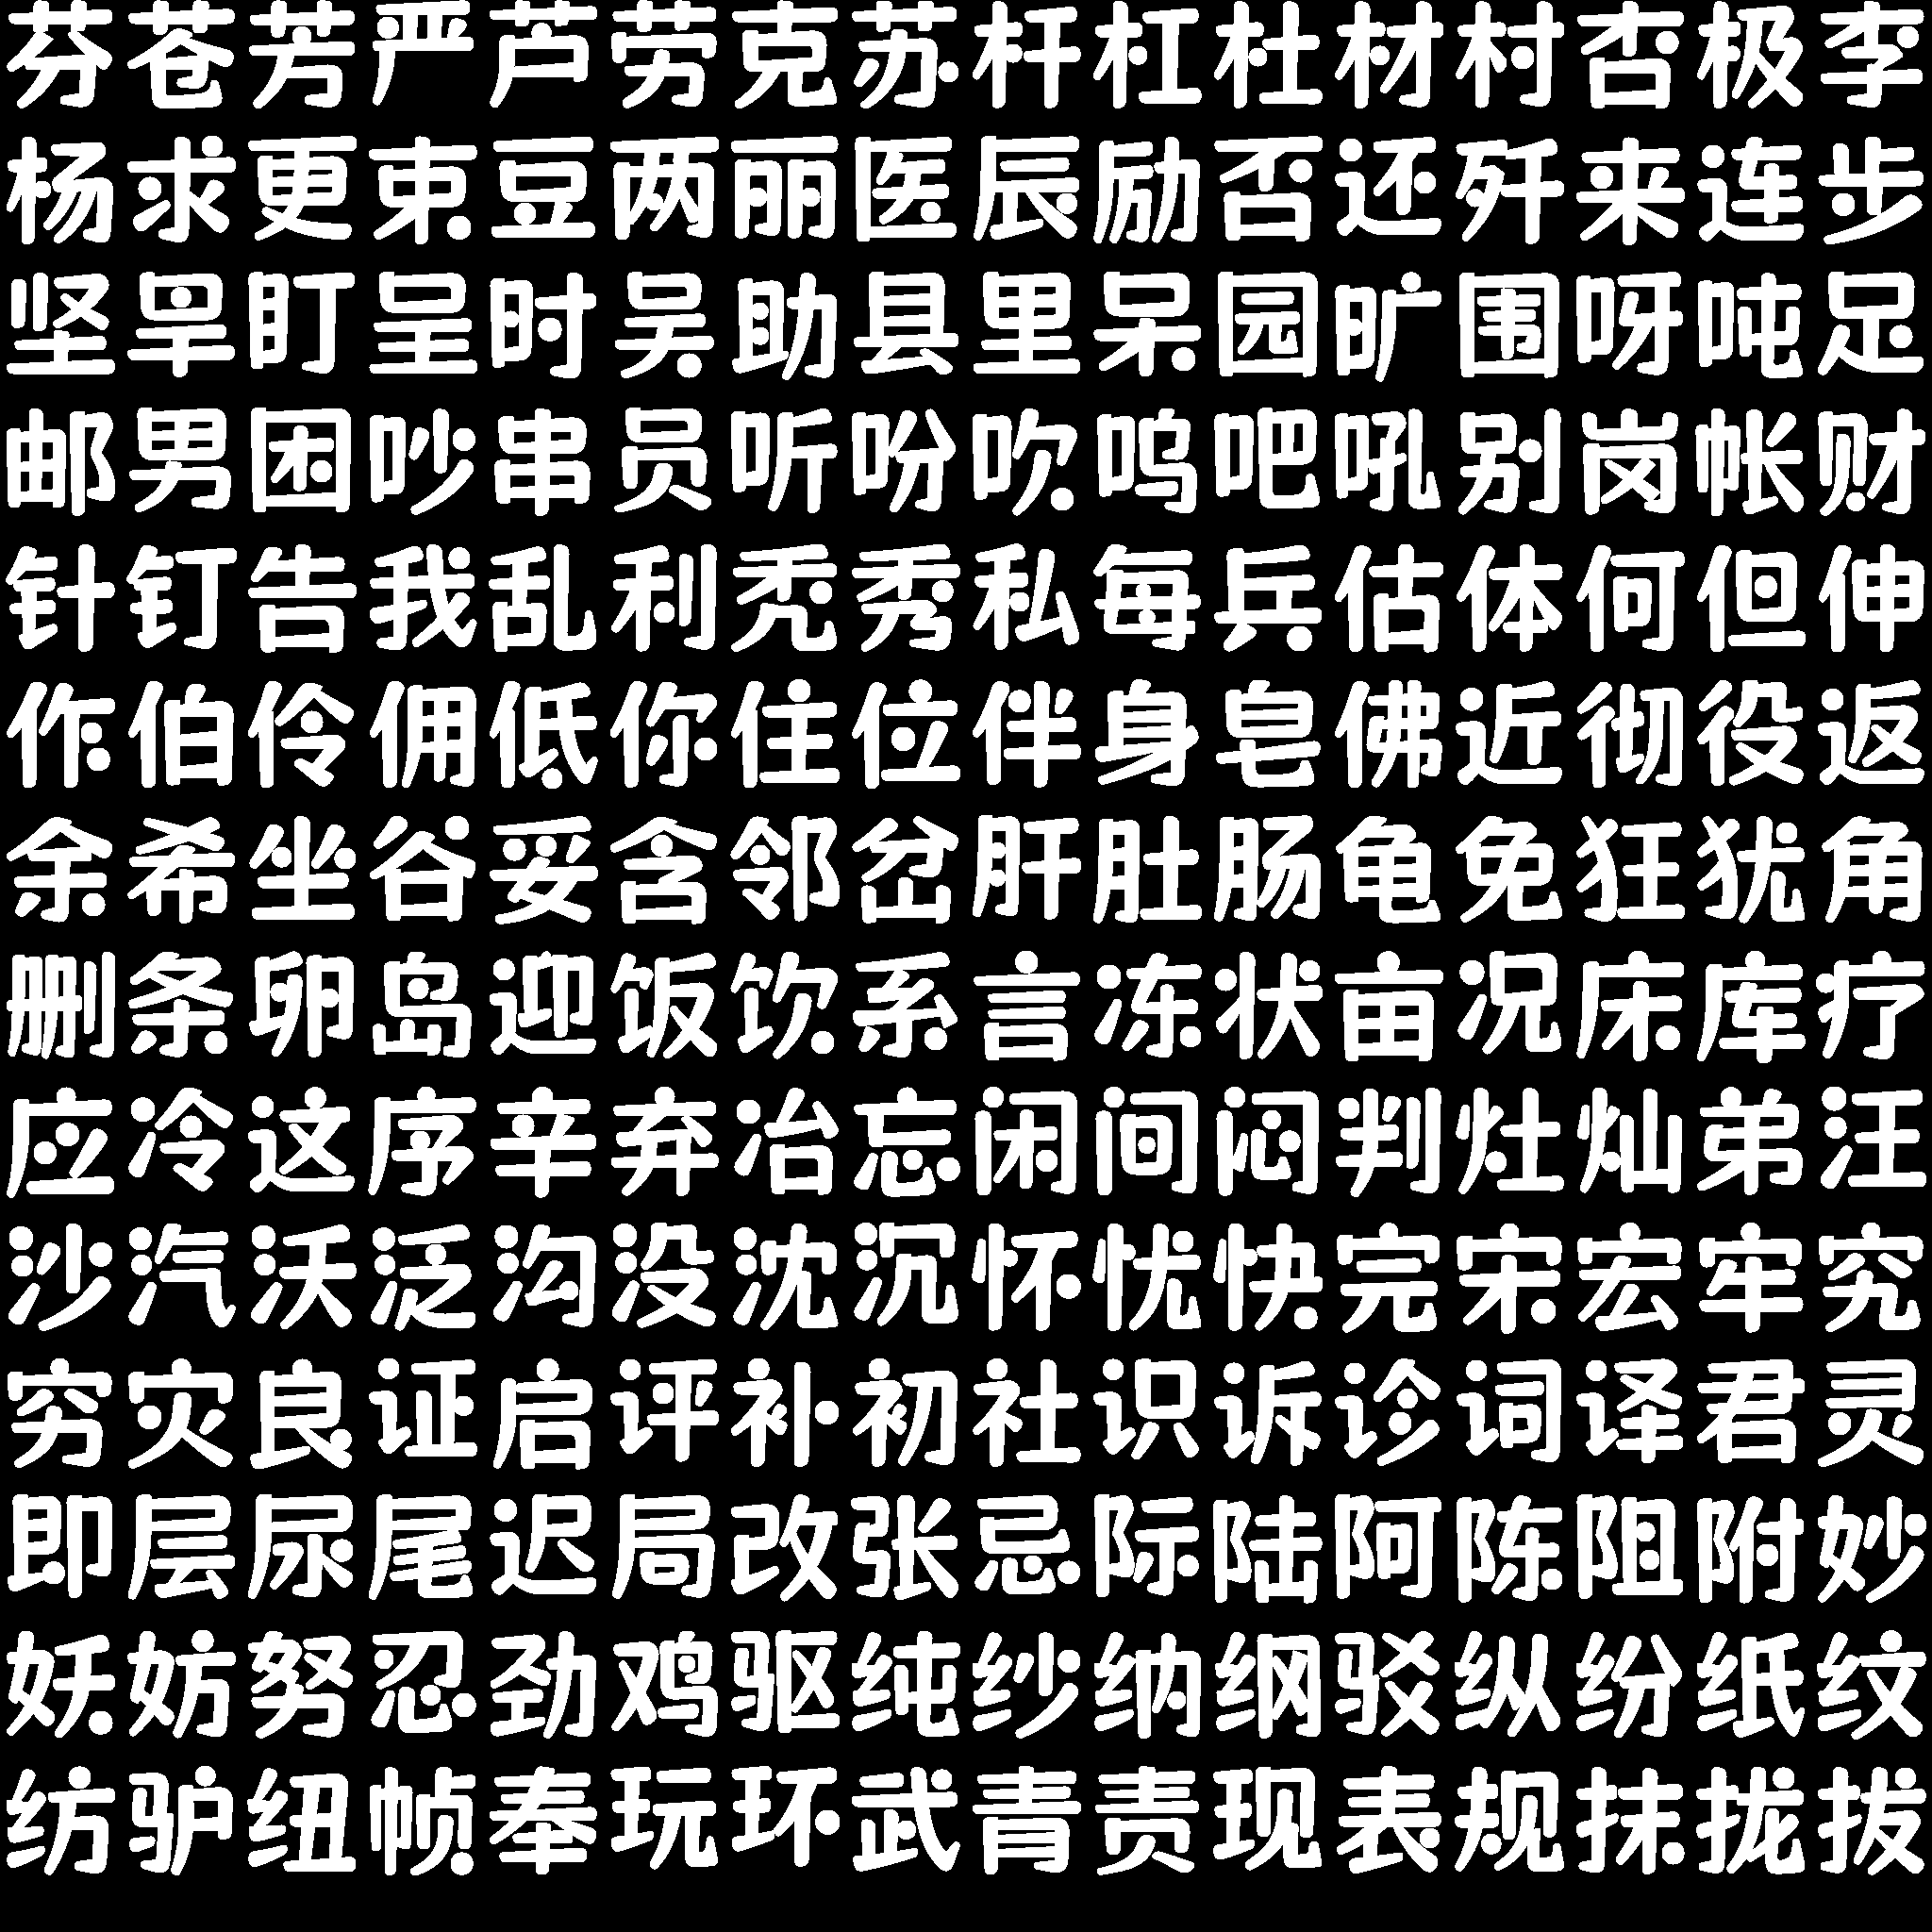 芬苍芳严芦劳克苏杆杠杜材村杏极李
杨求更束豆两丽医辰励否还歼来连步
坚旱盯呈时吴助县里呆园旷围呀吨足
邮男困吵串员听吩吹呜吧吼别岗帐财
针钉告我乱利秃秀私每兵估体何但伸
作伯伶佣低你住位伴身皂佛近彻役返
余希坐谷妥含邻岔肝肚肠龟免狂犹角
删条卵岛迎饭饮系言冻状亩况床库疗
应冷这序辛弃冶忘闲间闷判灶灿弟汪
沙汽沃泛沟没沈沉怀忧快完宋宏牢究
穷灾良证启评补初社识诉诊词译君灵
即层尿尾迟局改张忌际陆阿陈阻附妙
妖妨努忍劲鸡驱纯纱纳纲驳纵纷纸纹
纺驴纽帧奉玩环武青责现表规抹拢拔